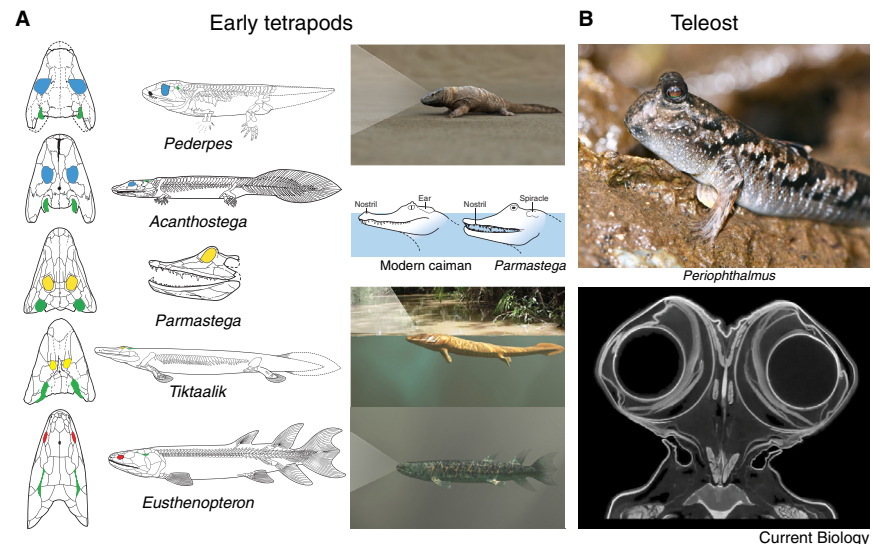 A
Early tetrapods
Pederpes
Acanthostega
Parmastega
Tiktaalik
Eusthenopteron
Nostril
Ear
Nostril
Spiracle
Modern caiman
Parmastega
B
Teleost
Periophthalmus
Current Biology